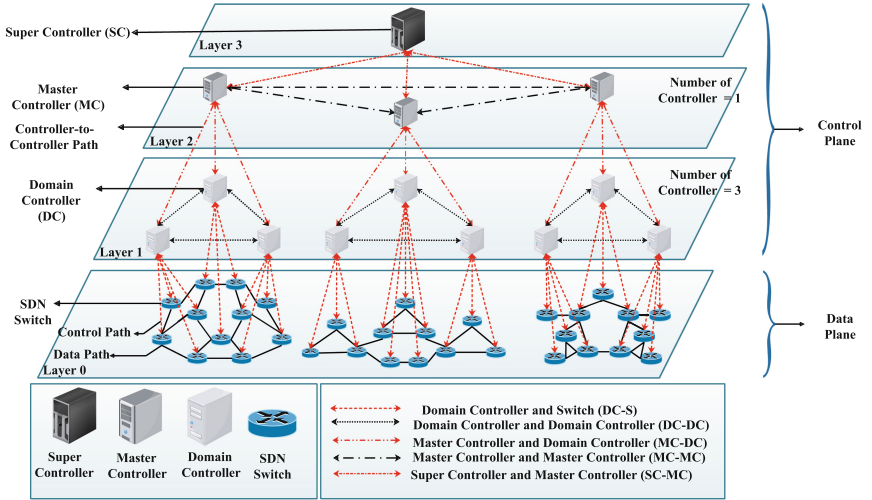 Super Controller (SC)
Layer 3
Master
Controller (MC)
Number of
Controller = 1
Controller-to-
Controller Path
Layer 2
Control
Plane
Domain
Controller
(DC)
Number of
Controller = 3
Layer 1
SDN
Switch
Control Path
Data Path
Layer 0
Data
Plane
Super
Controller
Master
Controller
Domain
Controller
SDN
Switch
Domain Controller and Switch (DC-S)
Domain Controller and Domain Controller (DC-DC)
Master Controller and Domain Controller (MC-DC)
Master Controller and Master Controller (MC-MC)
Super Controller and Master Controller (SC-MC)